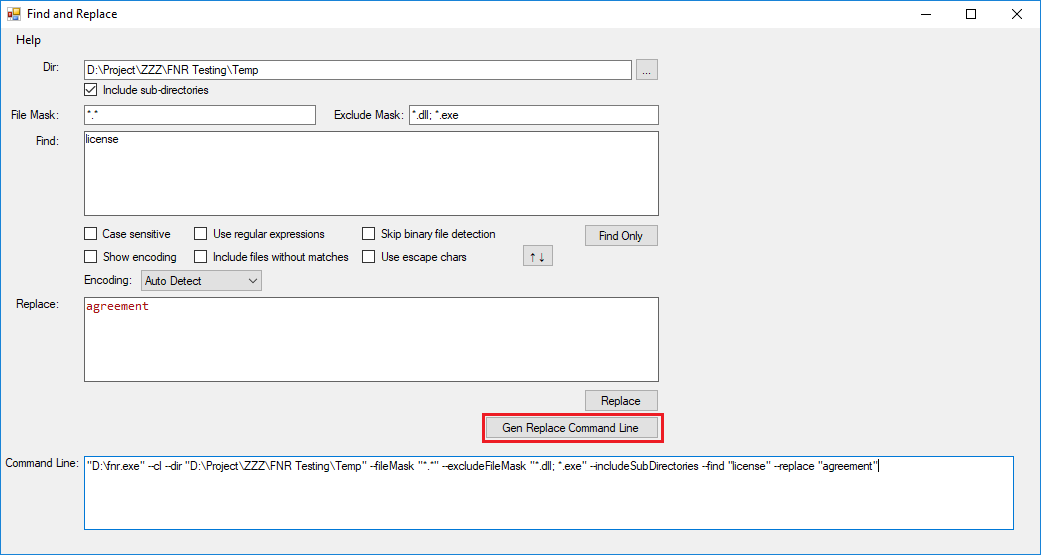 Find and Replace
Help
Dir: D:\Project\ZZZ\FNR Testing\Temp ...
Include sub-directories
File Mask: *.* Exclude Mask: *.dll; *.exe
Find: license
Case sensitive Use regular expressions Skip binary file detection Find Only
Show encoding Include files without matches Use escape chars ↑↓
Encoding: Auto Detect
Replace: agreement
Replace
Gen Replace Command Line
Command Line: "D:\fnr.exe" --cl --dir "D:\Project\ZZZ\FNR Testing\Temp" --fileMask "*.*" --excludeFileMask "*.dll; *.exe" --includeSubDirectories --find "license" --replace "agreement"